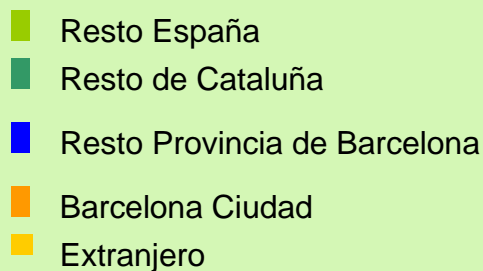 Resto España
Resto de Cataluña
Resto Provincia de Barcelona
Barcelona Ciudad
Extranjero